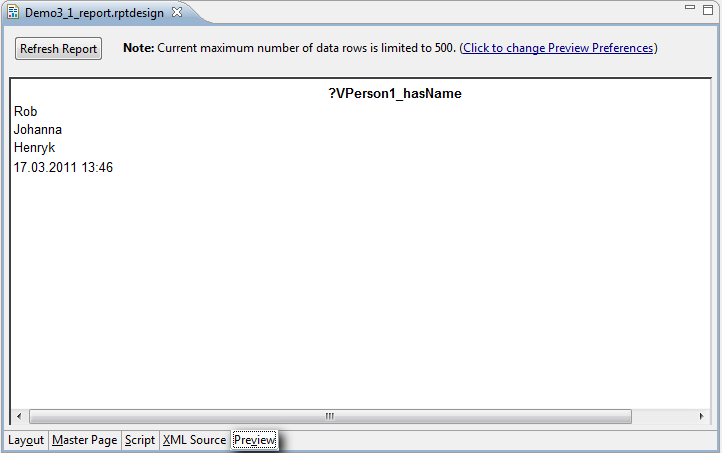 Demo3_1_report.rptdesign
Refresh Report
Note: Current maximum number of data rows is limited to 500. (Click to change Preview Preferences)
?VPerson1_hasName
Rob
Johanna
Henryk
17.03.2011 13:46
Layout Master Page Script XML Source Preview